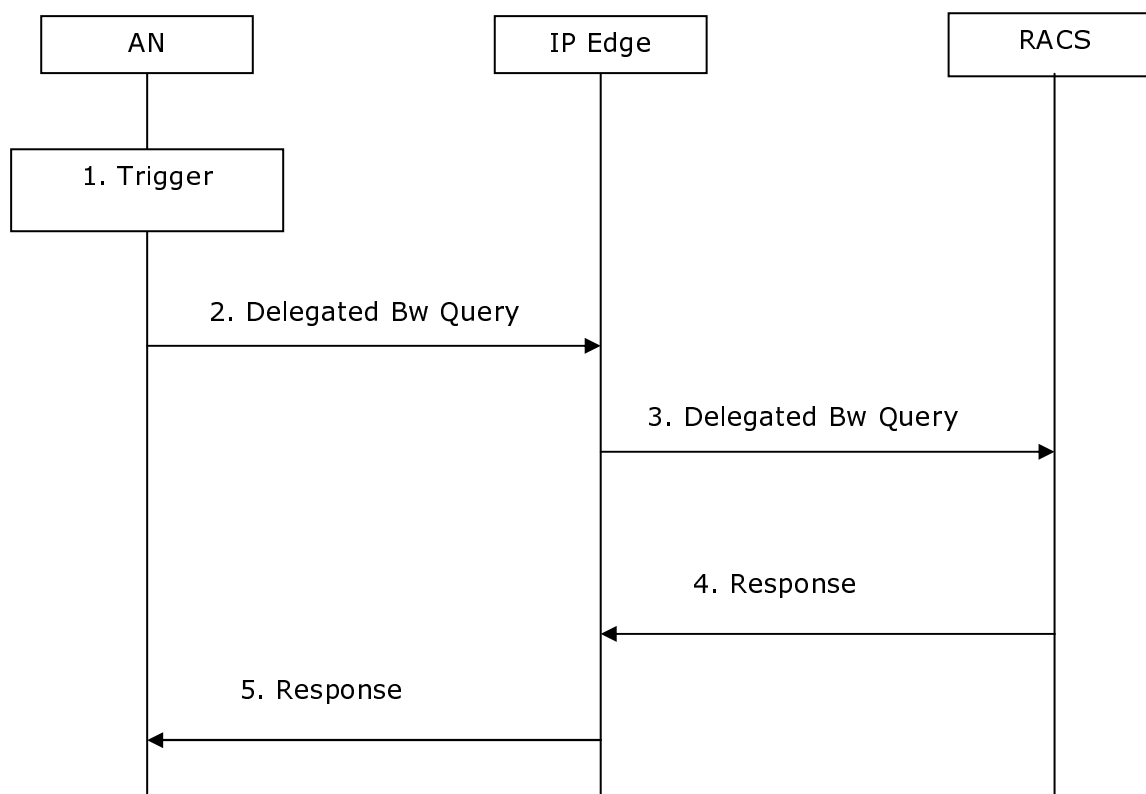 AN
IP Edge
RACS
1. Trigger
2. Delegated Bw Query
3. Delegated Bw Query
4. Response
5. Response